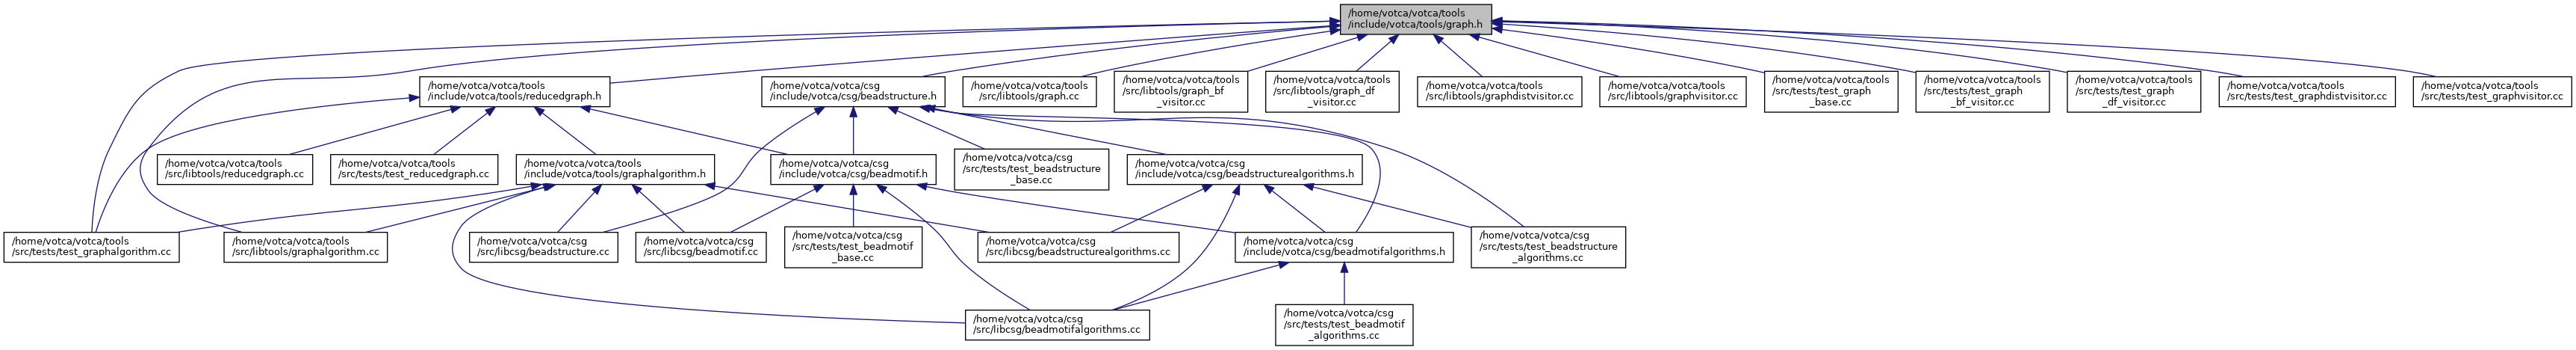 /home/votca/votca/tools
/include/votca/tools/graph.h
/home/votca/votca/tools
/include/votca/tools/reducedgraph.h
/home/votca/votca/csg
/include/votca/csg/beadstructure.h
/home/votca/votca/tools
/src/libtools/graph.cc
/home/votca/votca/tools
/src/libtools/graph_bf
_visitor.cc
/home/votca/votca/tools
/src/libtools/graph_df
_visitor.cc
/home/votca/votca/tools
/src/libtools/graphdistvisitor.cc
/home/votca/votca/tools
/src/libtools/graphvisitor.cc
/home/votca/votca/tools
/src/tests/test_graph
_base.cc
/home/votca/votca/tools
/src/tests/test_graph
_bf_visitor.cc
/home/votca/votca/tools
/src/tests/test_graph
_df_visitor.cc
/home/votca/votca/tools
/src/tests/test_graphdistvisitor.cc
/home/votca/votca/tools
/src/tests/test_graphvisitor.cc
/home/votca/votca/tools
/src/libtools/reducedgraph.cc
/home/votca/votca/tools
/src/tests/test_reducedgraph.cc
/home/votca/votca/tools
/include/votca/tools/graphalgorithm.h
/home/votca/votca/csg
/include/votca/csg/beadmotif.h
/home/votca/votca/csg
/src/tests/test_beadstructure
_base.cc
/home/votca/votca/csg
/include/votca/csg/beadstructurealgorithms.h
/home/votca/votca/tools
/src/tests/test_graphalgorithm.cc
/home/votca/votca/tools
/src/libtools/graphalgorithm.cc
/home/votca/votca/csg
/src/libcsg/beadstructure.cc
/home/votca/votca/csg
/src/libcsg/beadmotif.cc
/home/votca/votca/csg
/src/tests/test_beadmotif
_base.cc
/home/votca/votca/csg
/src/libcsg/beadstructurealgorithms.cc
/home/votca/votca/csg
/include/votca/csg/beadmotifalgorithms.h
/home/votca/votca/csg
/src/tests/test_beadstructure
_algorithms.cc
/home/votca/votca/csg
/src/libcsg/beadmotifalgorithms.cc
/home/votca/votca/csg
/src/tests/test_beadmotif
_algorithms.cc